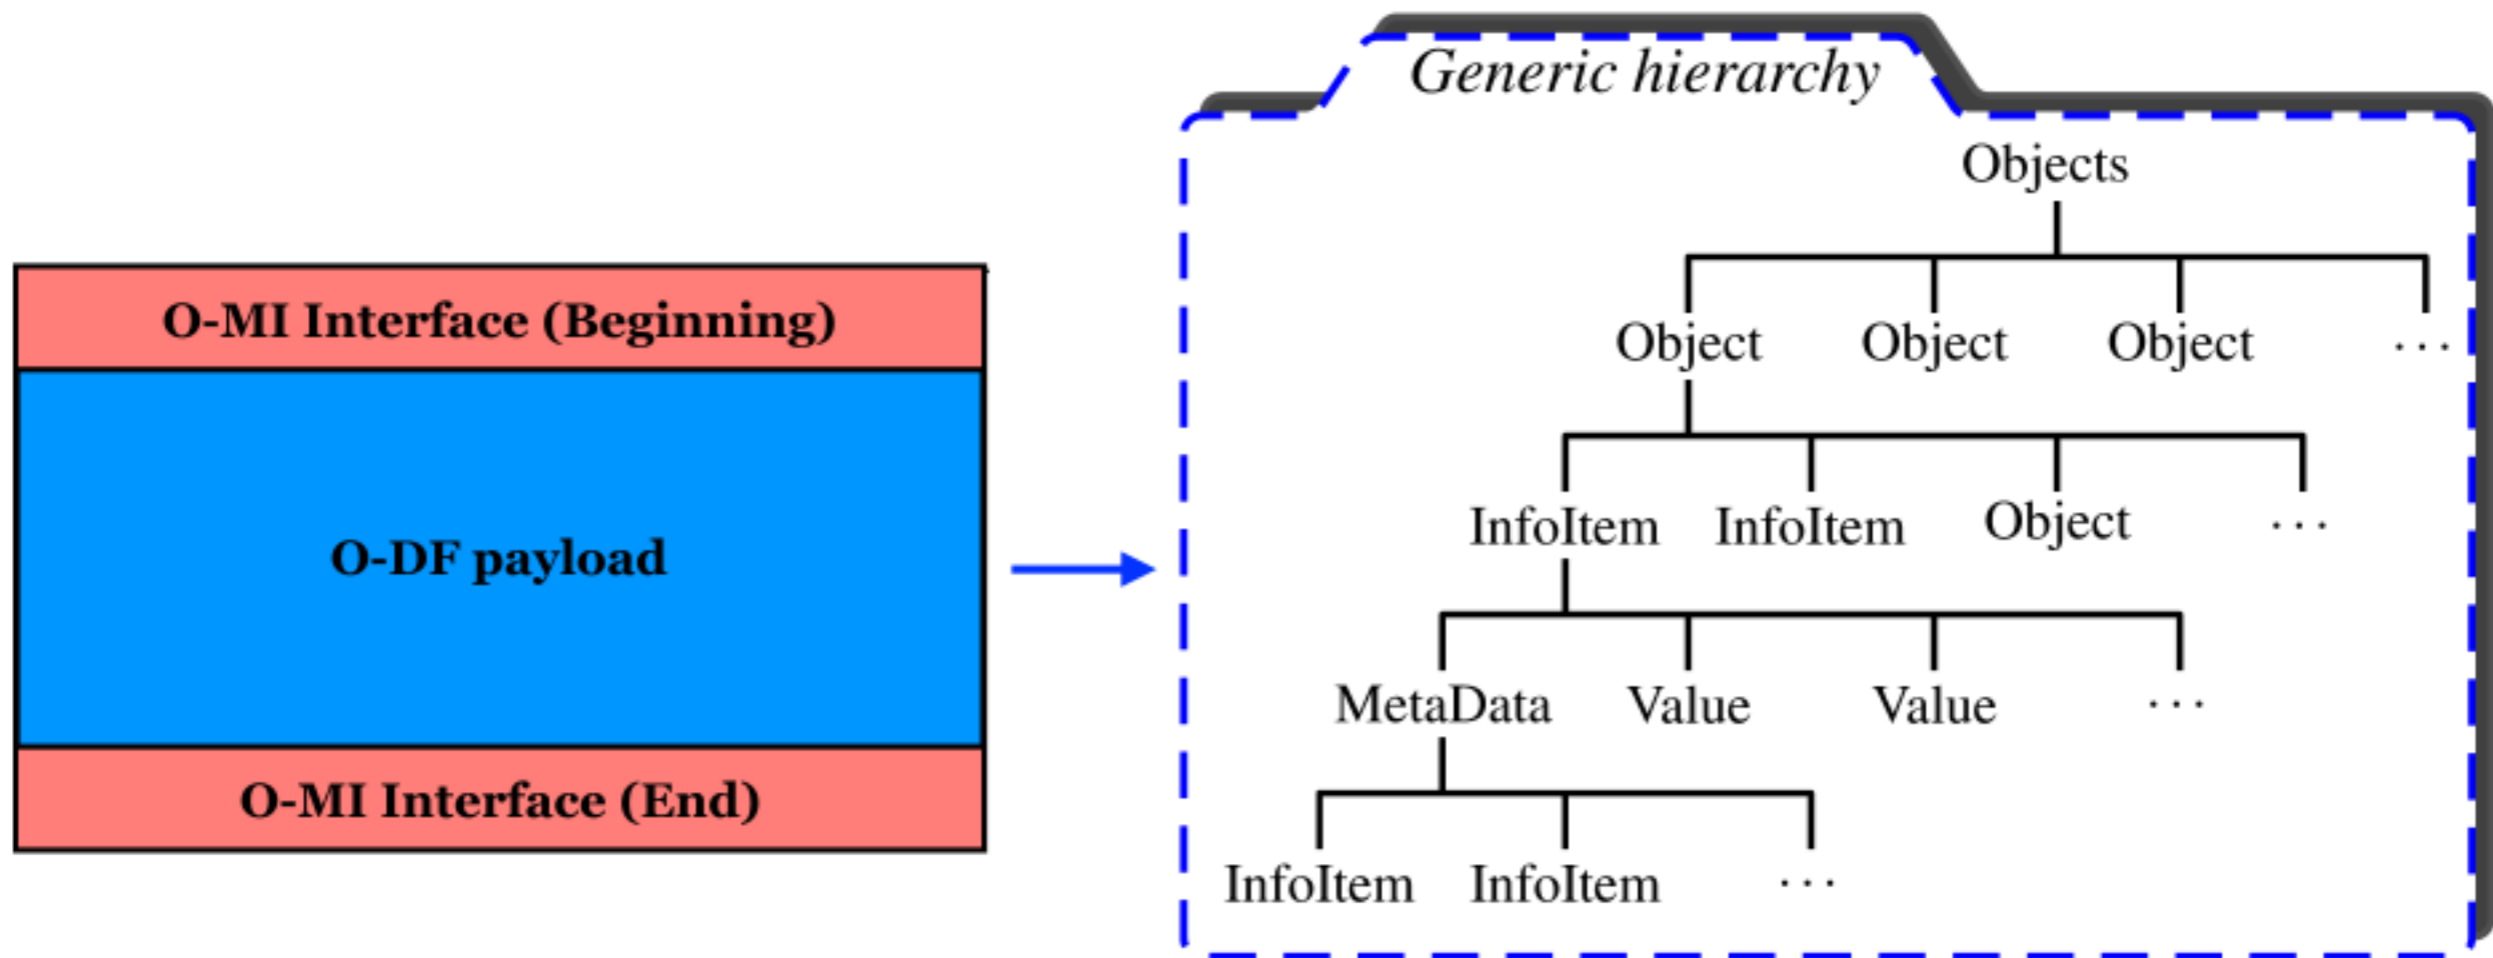 Generic hierarchy
Objects
O-MI Interface (Beginning)
Object Object Object ...
O-DF payload
InfoItem InfoItem Object ...
MetaData Value Value ...
O-MI Interface (End)
InfoItem InfoItem ...